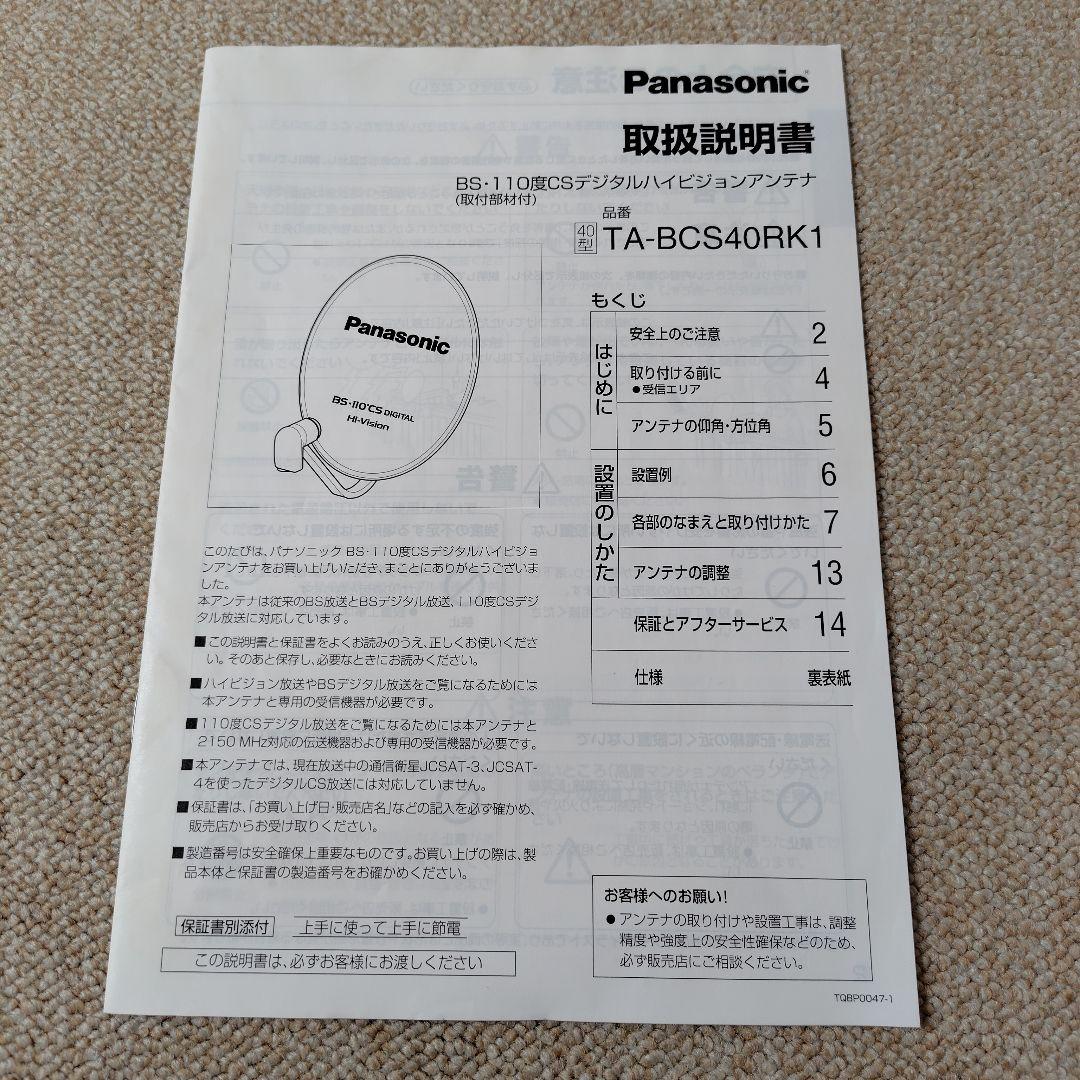 Panasonic®
取扱説明書
BS・110度CSデジタルハイビジョンアンテナ
(取付部材付)
品番
40型 TA-BCS40RK1
Panasonic
BS・110°CS DIGITAL
Hi-Vision
もくじ
はじめに
安全上のご注意 2
取り付ける前に 4
●受信エリア
アンテナの仰角・方位角 5
設置のしかた
設置例 6
各部のなまえと取り付けかた 7
アンテナの調整 13
保証とアフターサービス 14
仕様 裏表紙
このたびは、パナソニック BS・110度CSデジタルハイビジョ
ンアンテナをお買い上げいただき、まことにありがとうございま
した。
本アンテナは従来のBS放送とBSデジタル放送、110度CSデジ
タル放送に対応しています。
■この説明書と保証書をよくお読みのうえ、正しくお使いくださ
い。そのあと保存し、必要なときにお読みください。
■ハイビジョン放送やBSデジタル放送をご覧になるためには
本アンテナと専用の受信機器が必要です。
■110度CSデジタル放送をご覧になるためには本アンテナと
2150 MHz対応の伝送機器および専用の受信機器が必要です。
■本アンテナでは、現在放送中の通信衛星JCSAT-3、JCSAT-
4を使ったデジタルCS放送には対応していません。
■保証書は、「お買い上げ日・販売店名」などの記入を必ず確かめ、
販売店からお受け取りください。
■製造番号は安全確保上重要なものです。お買い上げの際は、製
品本体と保証書の製造番号をお確かめください。
保証書別添付 上手に使って上手に節電
この説明書は、必ずお客様にお渡しください
お客様へのお願い!
●アンテナの取り付けや設置工事は、調整
精度や強度上の安全性確保などのため、
必ず販売店にご相談ください。
TQBP0047-1